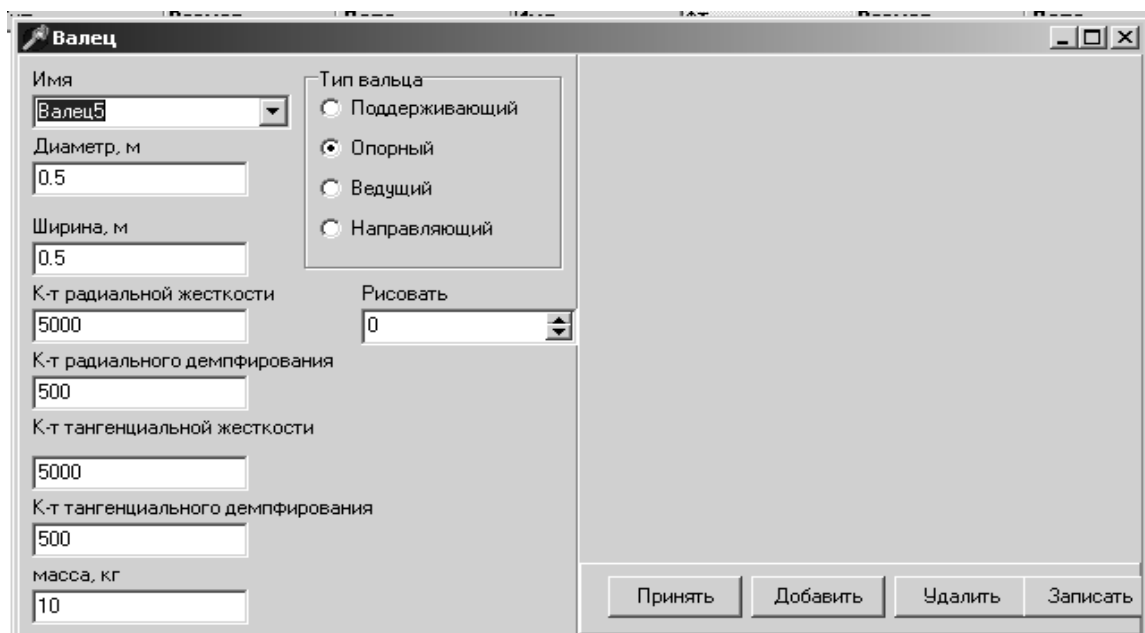 Валец
Имя
Валец5
Диаметр, м
0.5
Ширина, м
0.5
К-т радиальной жесткости
5000
К-т радиального демпфирования
500
К-т тангенциальной жесткости
5000
К-т тангенциального демпфирования
500
масса, кг
10
Тип вальца
Поддерживающий
Опорный
Ведущий
Направляющий
Рисовать
0
Принять Добавить Удалить Записать